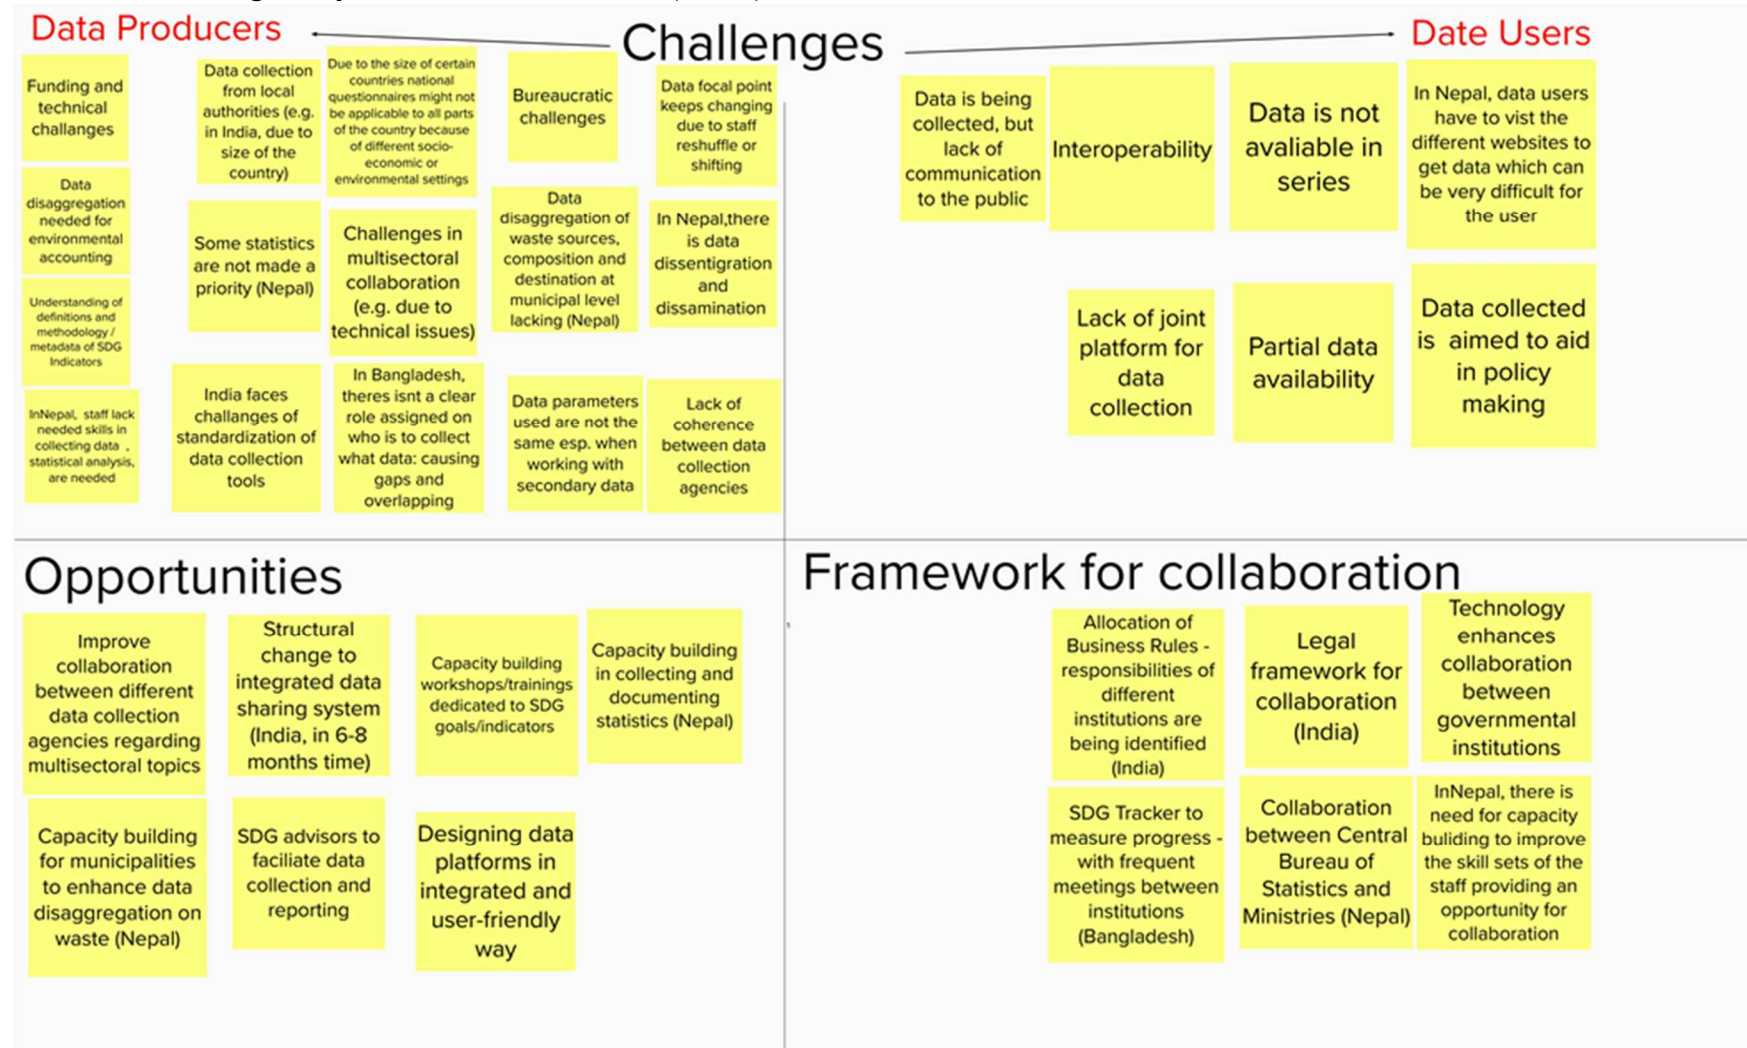 Data Producers
Challenges
Date Users
Funding and
technical
challanges
Data collection
from local
authorities (e.g.
in India, due to
size of the
country)
Due to the size of certain
countries national
questionnaires might not
be applicable to all parts
of the country because
of different socio-
economic or
environmental settings
Bureaucratic
challenges
Data focal point
keeps changing
due to staff
reshuffle or
shifting
Data
disaggregation
needed for
environmental
accounting
Some statistics
are not made a
priority (Nepal)
Challenges in
multisectoral
collaboration
(e.g. due to
technical issues)
Data
disaggregation of
waste sources,
composition and
destination at
municipal level
lacking (Nepal)
In Nepal,there
is data
dissentigration
and
dissamination
Understanding of
definitions and
methodology /
metadata of SDG
Indicators
InNepal, staff lack
needed skills in
collecting data ,
statistical analysis,
are needed
India faces
challanges of
standardization of
data collection
tools
In Bangladesh,
theres isnt a clear
role assigned on
who is to collect
what data: causing
gaps and
overlapping
Data parameters
used are not the
same esp. when
working with
secondary data
Lack of
coherence
between data
collection
agencies
Data is being
collected, but
lack of
communication
to the public
Interoperability
Data is not
avaliable in
series
In Nepal, data users
have to vist the
different websites to
get data which can
be very difficult for
the user
Lack of joint
platform for
data
collection
Partial data
availability
Data collected
is aimed to aid
in policy
making
Opportunities
Improve
collaboration
between different
data collection
agencies regarding
multisectoral topics
Structural
change to
integrated data
sharing system
(India, in 6-8
months time)
Capacity building
workshops/trainings
dedicated to SDG
goals/indicators
Capacity building
in collecting and
documenting
statistics (Nepal)
Capacity building
for municipalities
to enhance data
disaggregation on
waste (Nepal)
SDG advisors to
faciliate data
collection and
reporting
Designing data
platforms in
integrated and
user-friendly
way
Framework for collaboration
Allocation of
Business Rules -
responsibilities of
different
institutions are
being identified
(India)
Legal
framework for
collaboration
(India)
Technology
enhances
collaboration
between
governmental
institutions
SDG Tracker to
measure progress -
with frequent
meetings between
institutions
(Bangladesh)
Collaboration
between Central
Bureau of
Statistics and
Ministries (Nepal)
InNepal, there is
need for capacity
buliding to improve
the skill sets of the
staff providing an
opportunity for
collaboration